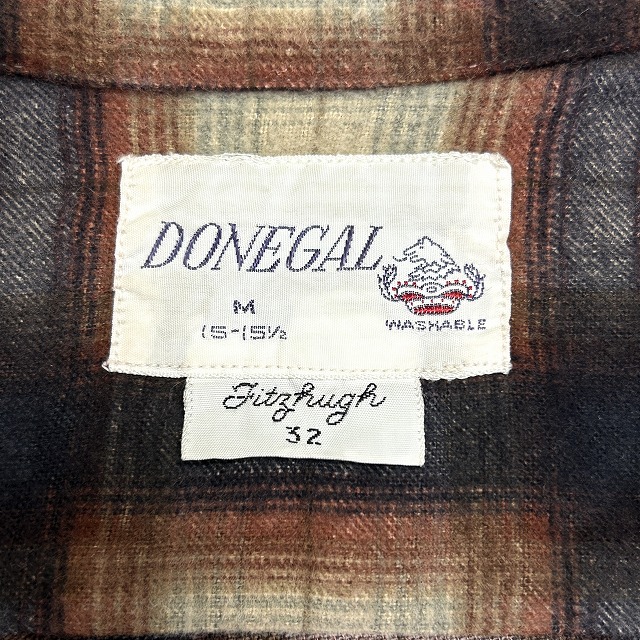 DONEGAL
M
15-15½
WASHABLE
Fitzhugh
32